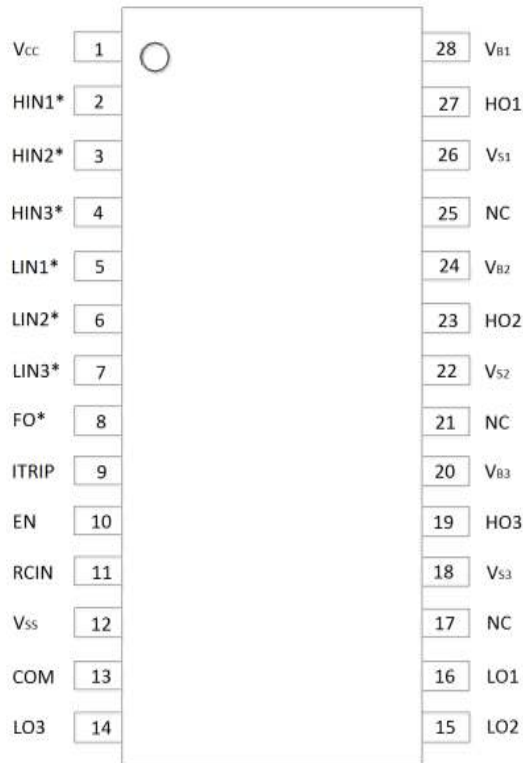 Vcc 1 28 VB1
HIN1* 2 27 HO1
HIN2* 3 26 VS1
HIN3* 4 25 NC
LIN1* 5 24 VB2
LIN2* 6 23 HO2
LIN3* 7 22 VS2
FO* 8 21 NC
ITRIP 9 20 VB3
EN 10 19 HO3
RCIN 11 18 VS3
Vss 12 17 NC
COM 13 16 LO1
LO3 14 15 LO2